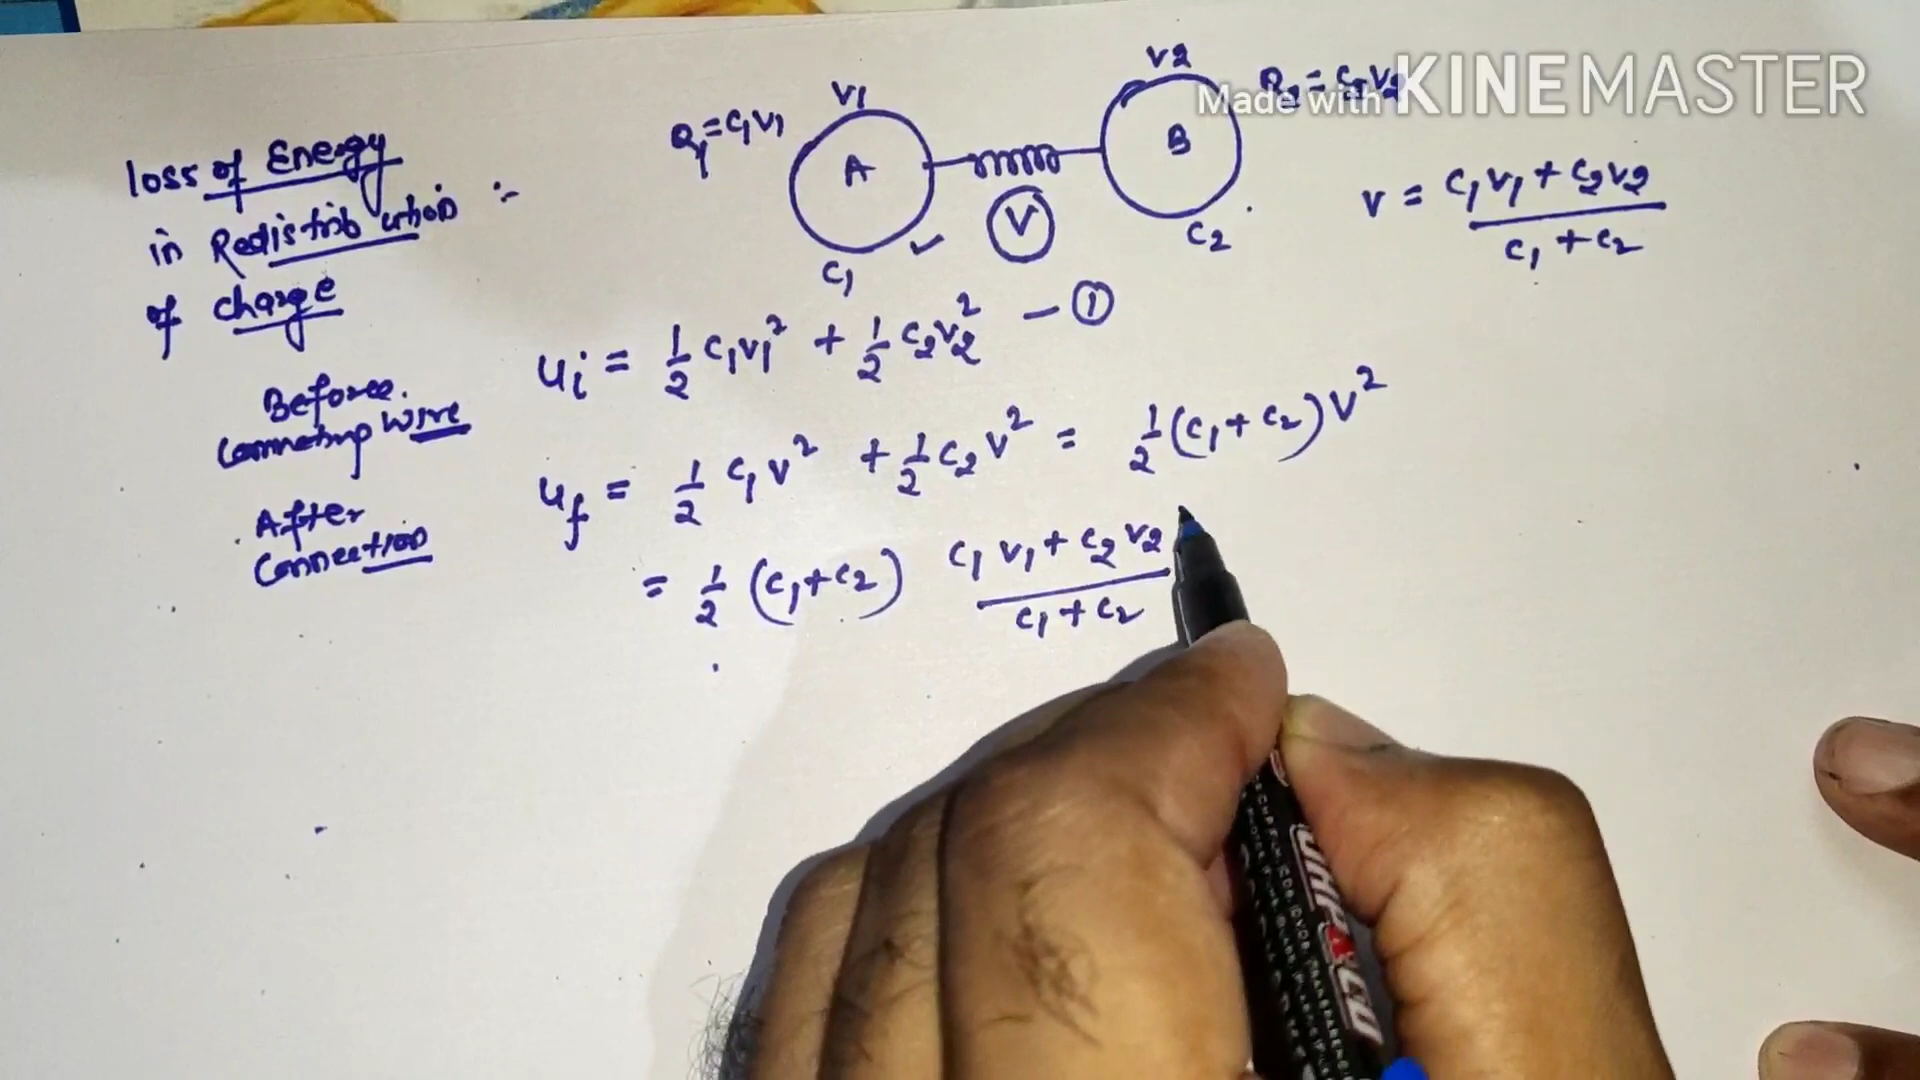 Made with KINEMASTER
loss of Energy
in Redistribution :-
of charge
V1
V2
Q1 = C1V1
A
B
V
C1
C2
V = C1V1 + C2V2 / C1 + C2
Ui = 1/2 C1V1² + 1/2 C2V2² — ①
Before
Connecting Wire
Uf = 1/2 C1V² + 1/2 C2V² = 1/2 (C1 + C2) V²
After
Connection
= 1/2 (C1 + C2) C1V1 + C2V2 / C1 + C2